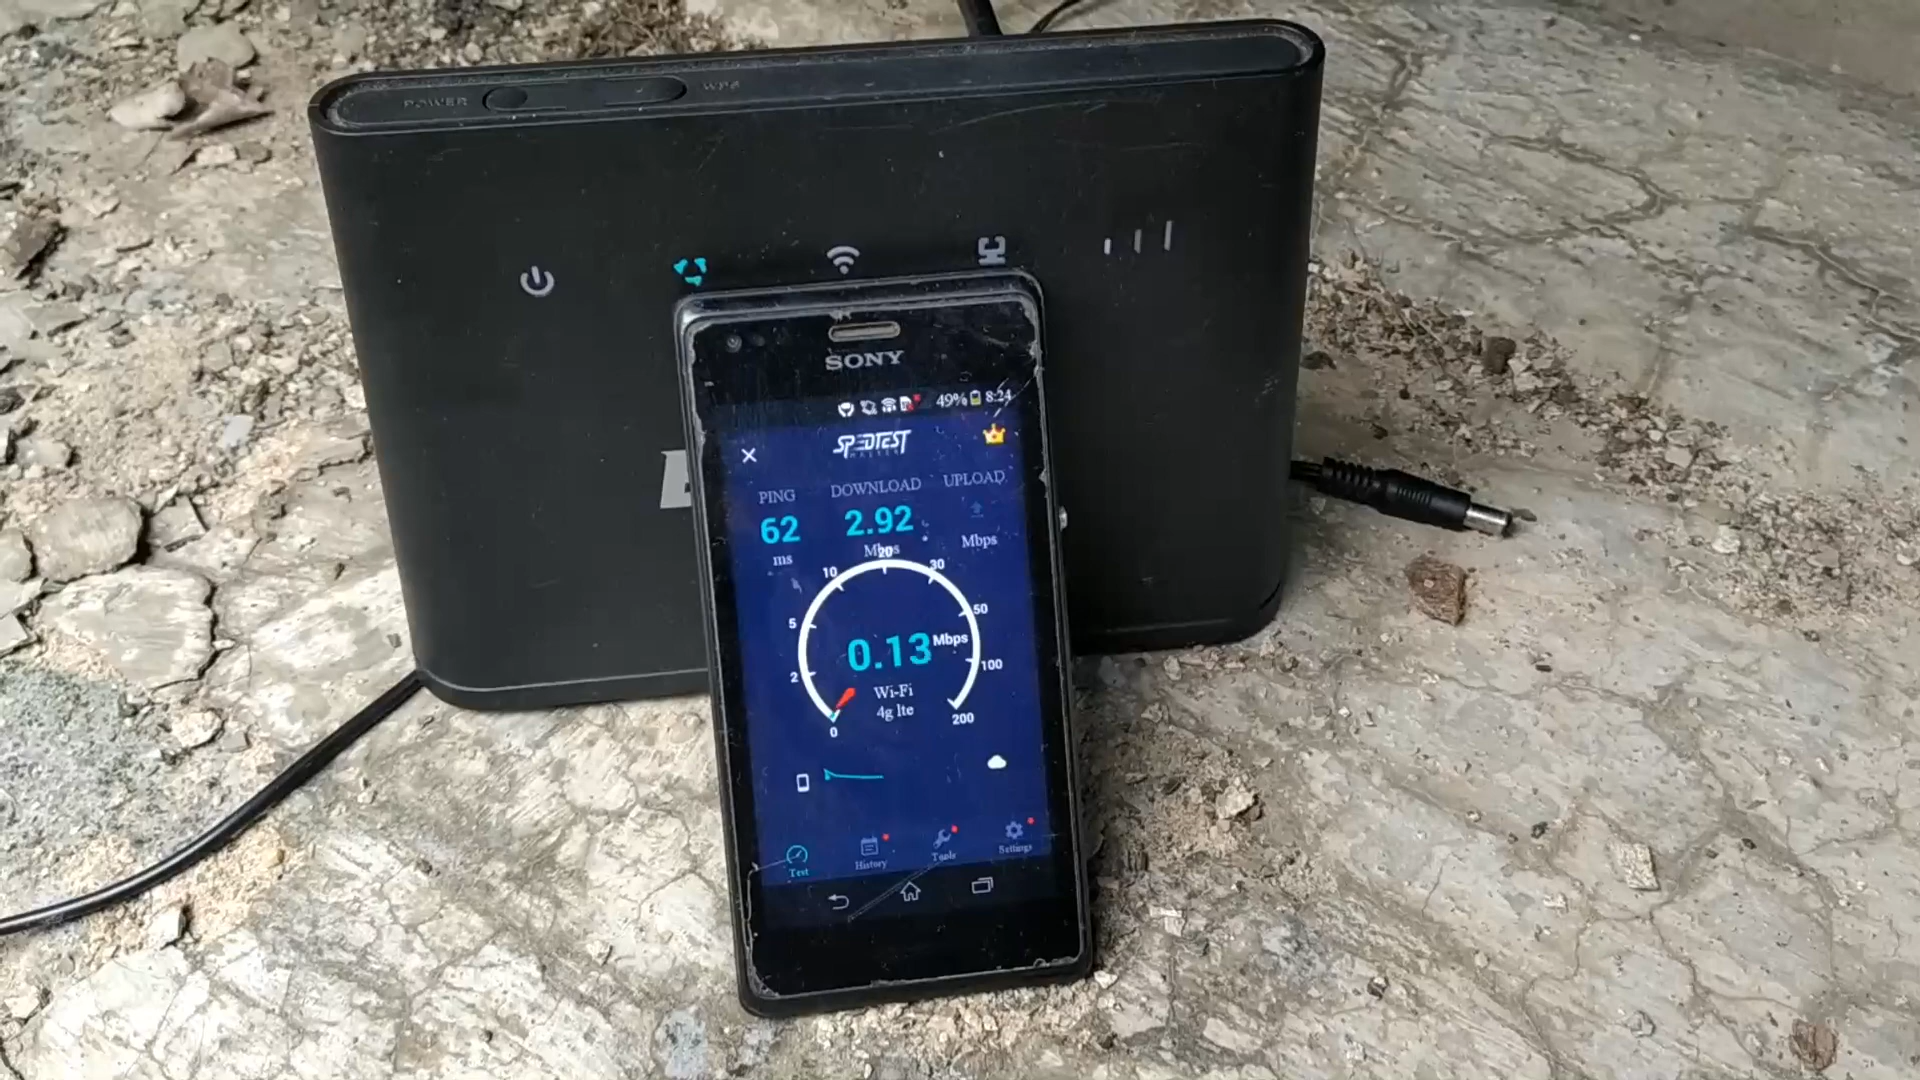 POWER
WPS
SONY
49% 8:24
SPEEDTEST
MASTER
PING DOWNLOAD UPLOAD
62 2.92
ms Mbps Mbps
20
10 30
5 50
0.13 Mbps
2 100
Wi-Fi
4g lte
0 200
Test History Tools Settings